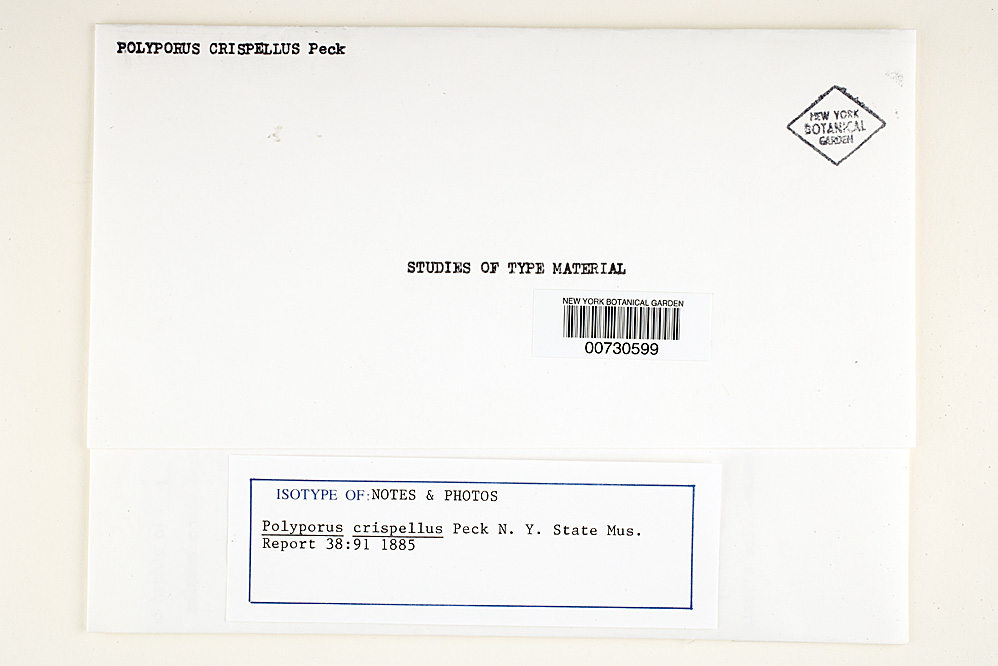 POLYPORUS CRISPELLUS Peck
NEW YORK
BOTANICAL
GARDEN
STUDIES OF TYPE MATERIAL
NEW YORK BOTANICAL GARDEN
00730599
ISOTYPE OF: NOTES & PHOTOS
Polyporus crispellus Peck N. Y. State Mus.
Report 38:91 1885